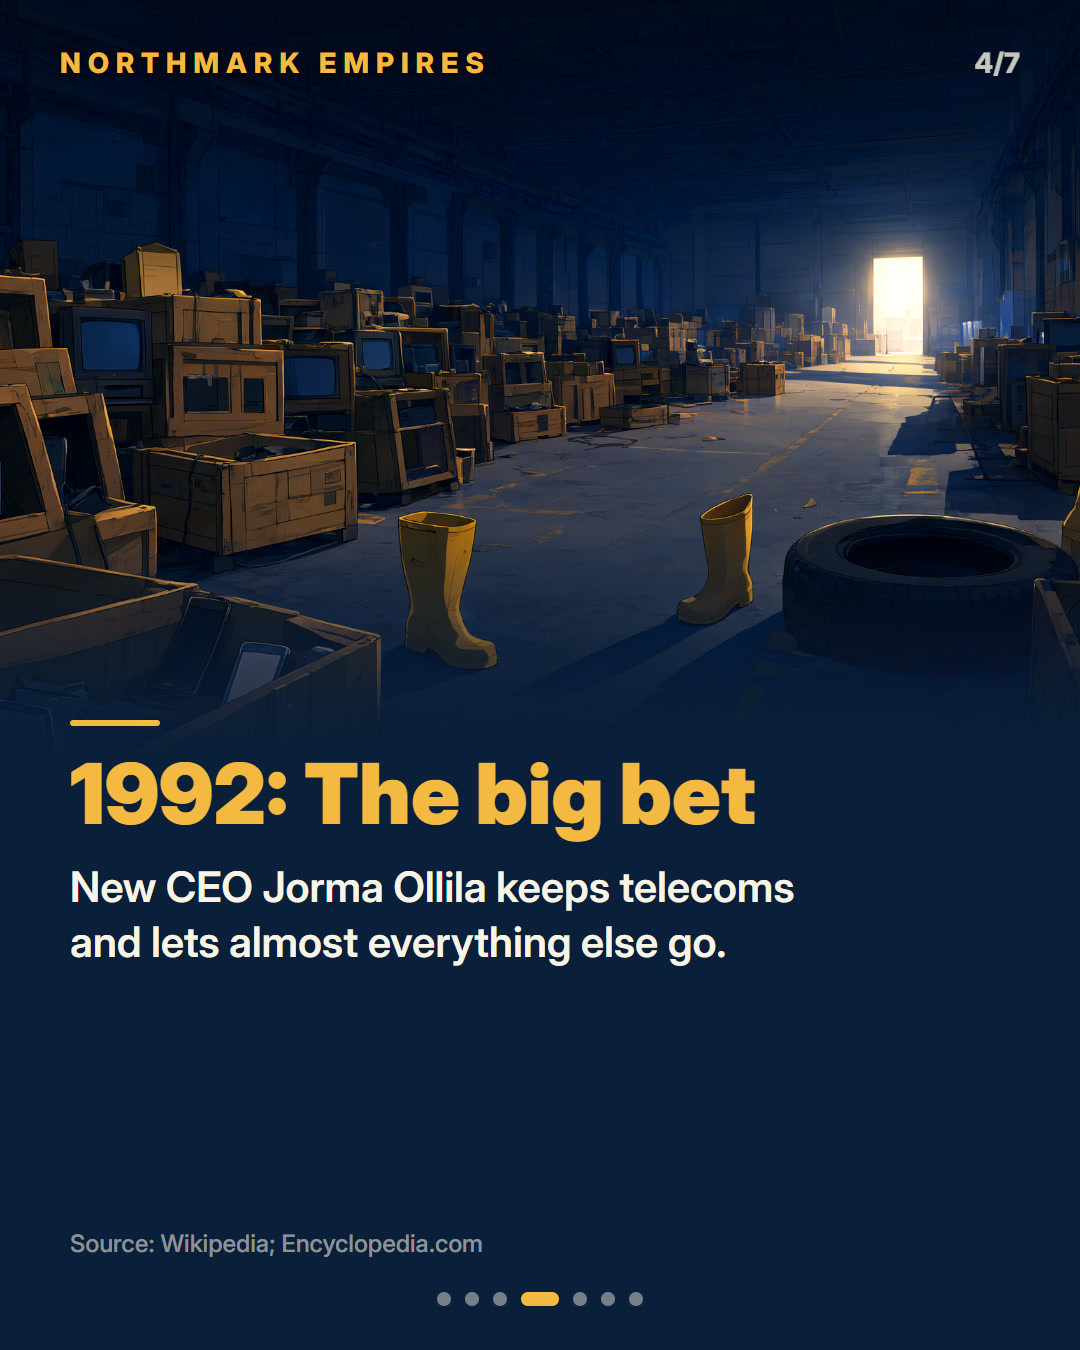 NORTHMARK EMPIRES
4/7
1992: The big bet
New CEO Jorma Ollila keeps telecoms
and lets almost everything else go.
Source: Wikipedia; Encyclopedia.com